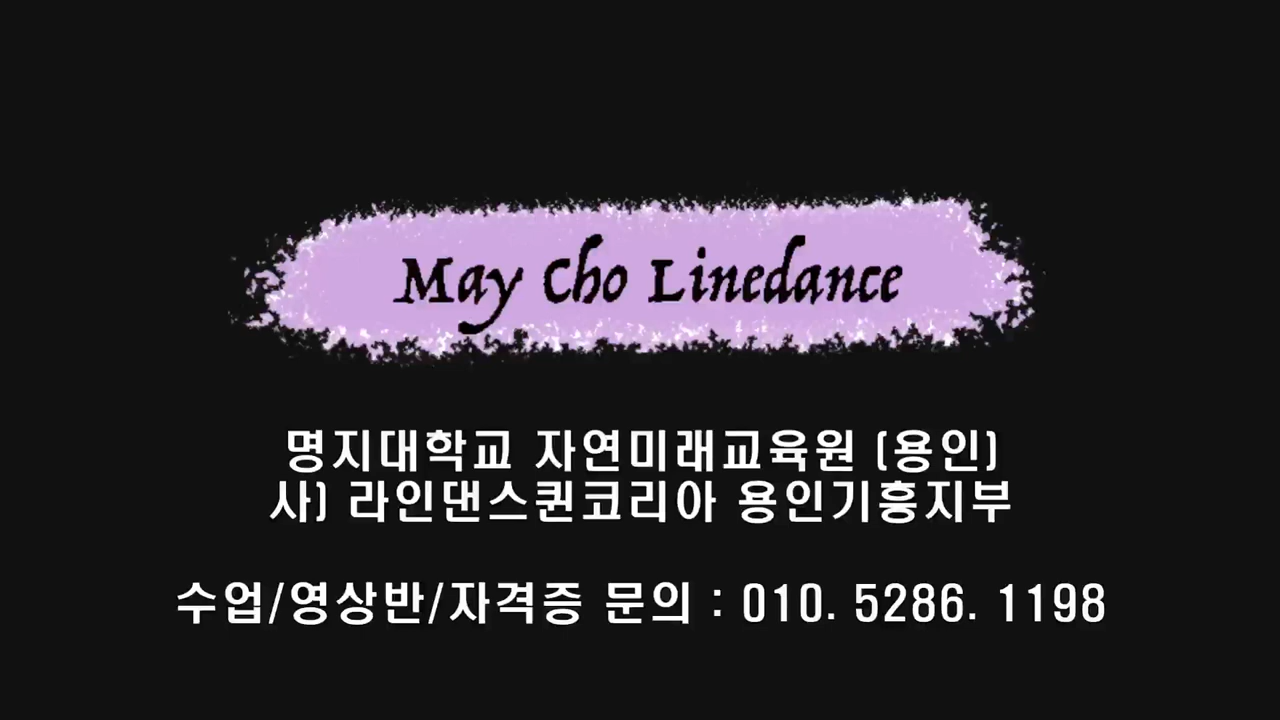 May Cho Linedance
명지대학교 자연미래교육원 (용인)
사) 라인댄스퀸코리아 용인기흥지부
수업/영상반/자격증 문의 : 010. 5286. 1198